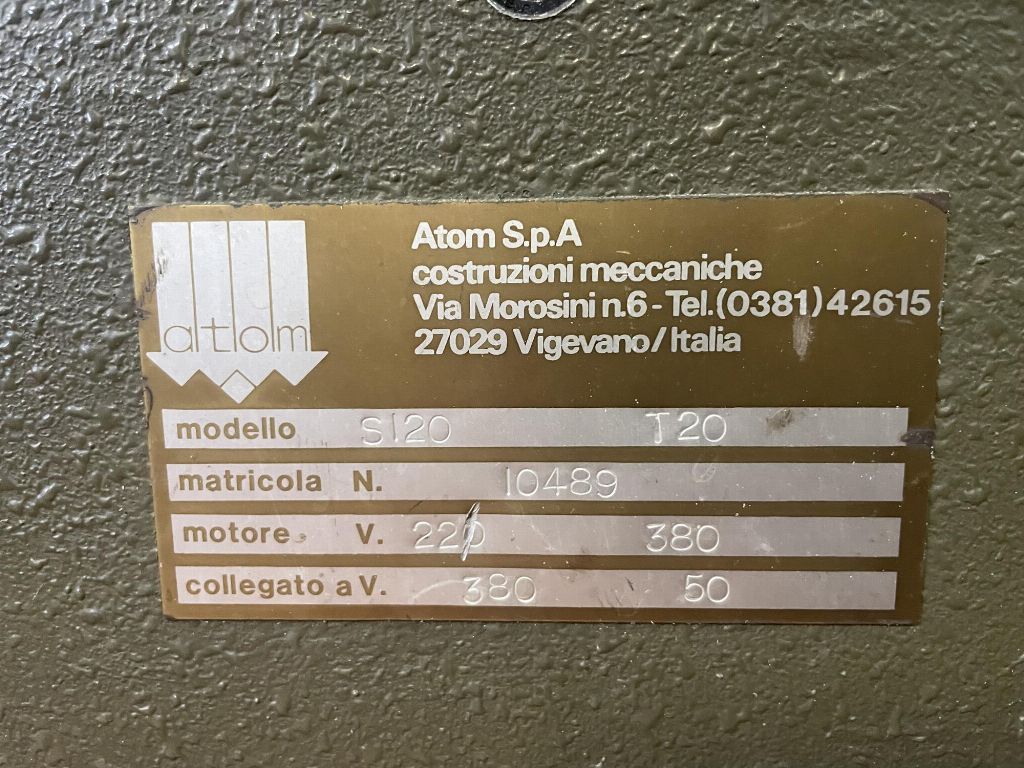 atom
Atom S.p.A
costruzioni meccaniche
Via Morosini n.6 - Tel. (0381) 42615
27029 Vigevano/Italia
modello S120 T20
matricola N. 10489
motore V. 220 380
collegato a V. 380 50